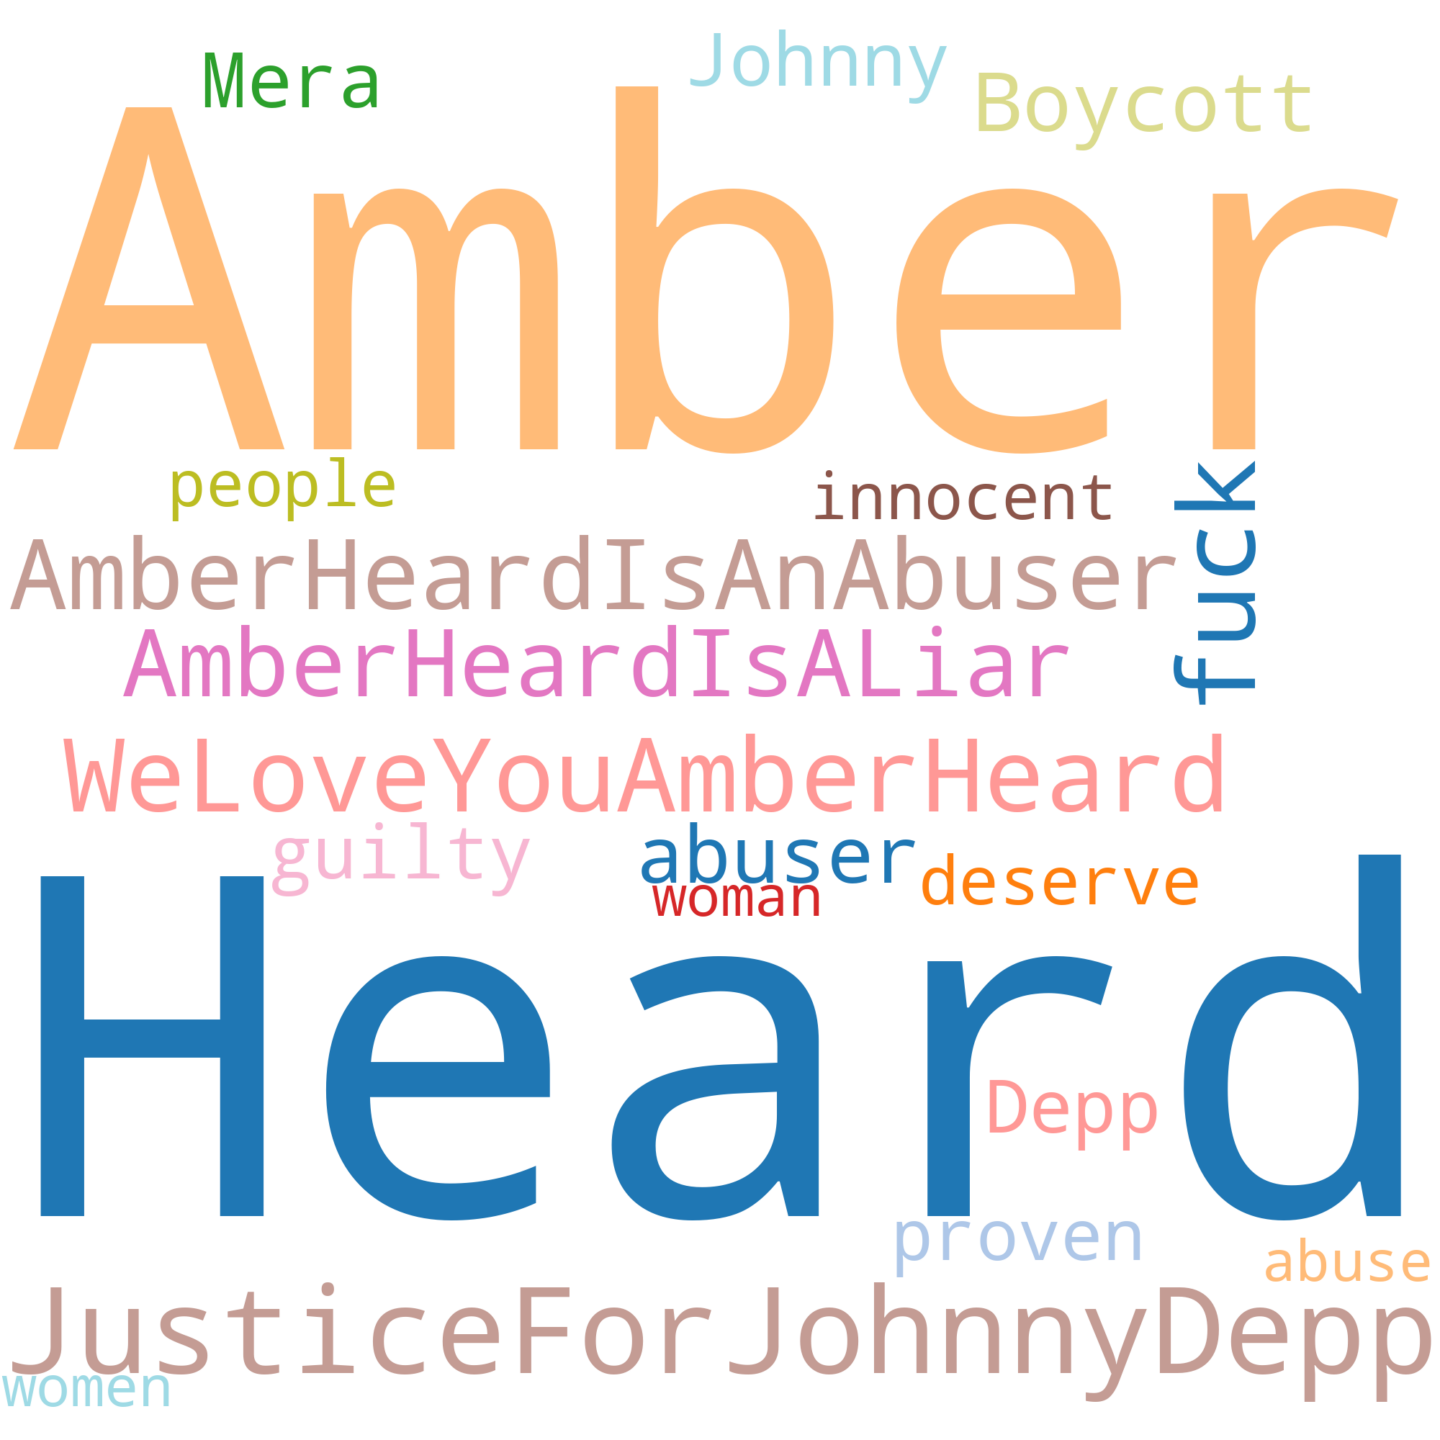 Mera
Johnny
Boycott
Amber
people
innocent
fuck
AmberHeardIsAnAbuser
AmberHeardIsALiar
WeLoveYouAmberHeard
guilty
abuser
deserve
woman
Heard
Depp
proven
abuse
JusticeForJohnnyDepp
women